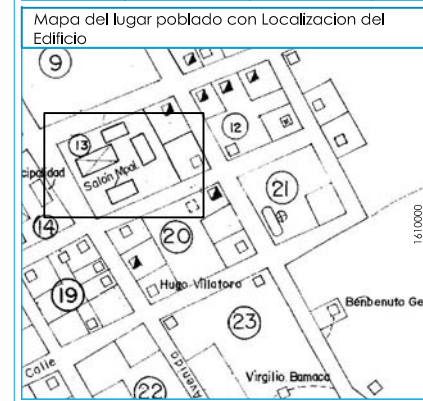 Mapa del lugar poblado con Localizacion del
Edificio
9
13
12
cipalidad
Salón Mpal.
21
14
20
1610000
19
Hugo Villatoro
Benbenuto Ge
23
Calle
Avenida
22
Virgilio Bamaca